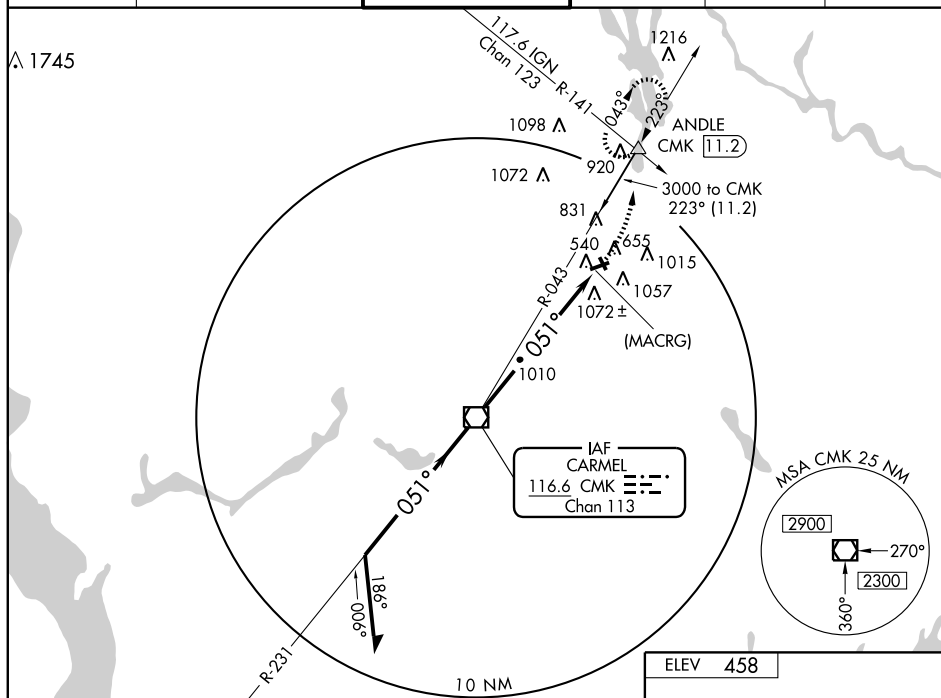 1745
117.6 IGN
Chan 123
R-141
1216
043°
223°
ANDLE
CMK 11.2
1098
920
1072
3000 to CMK
223° (11.2)
831
540
655
1015
R-043
1057
1072 ±
051°
(MACRG)
1010
IAF
CARMEL
116.6 CMK
Chan 113
051°
MSA CMK 25 NM
2900
270°
2300
360°
186°
006°
R-231
10 NM
ELEV 458